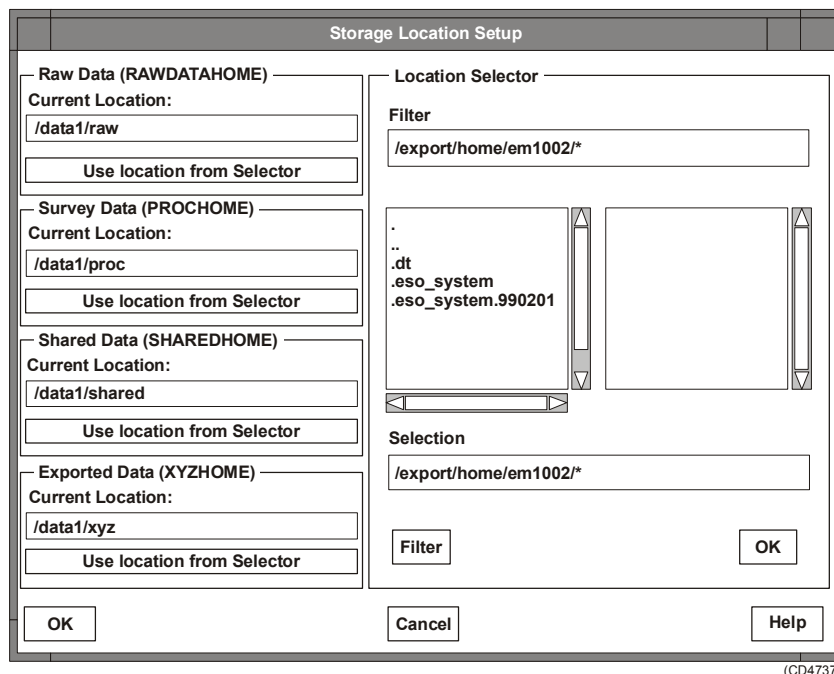 Storage Location Setup
Raw Data (RAWDATAHOME)
Current Location:
/data1/raw
Use location from Selector
Survey Data (PROCHOME)
Current Location:
/data1/proc
Use location from Selector
Shared Data (SHAREDHOME)
Current Location:
/data1/shared
Use location from Selector
Exported Data (XYZHOME)
Current Location:
/data1/xyz
Use location from Selector
Location Selector
Filter
/export/home/em1002/*
.
..
.dt
.eso_system
.eso_system.990201
Selection
/export/home/em1002/*
Filter
OK
OK
Cancel
Help
(CD4737